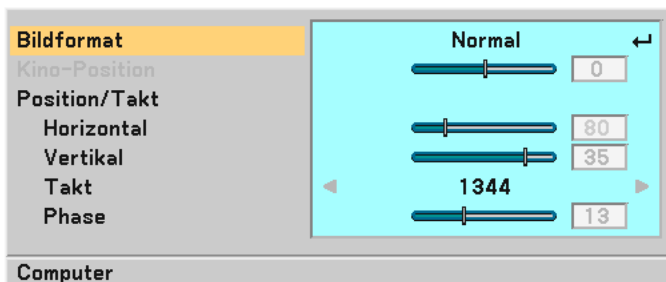 Bildformat Normal
Kino-Position 0
Position/Takt
Horizontal 80
Vertikal 35
Takt 1344
Phase 13
Computer